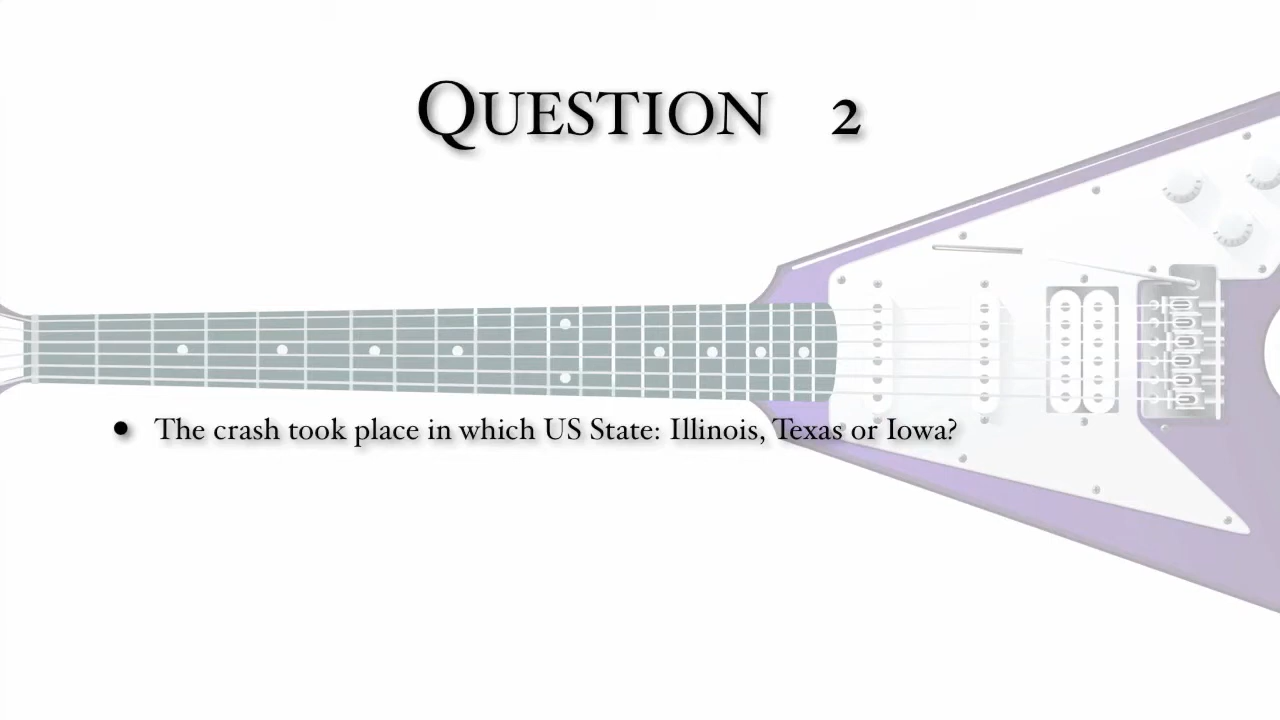 QUESTION 2
• The crash took place in which US State: Illinois, Texas or Iowa?